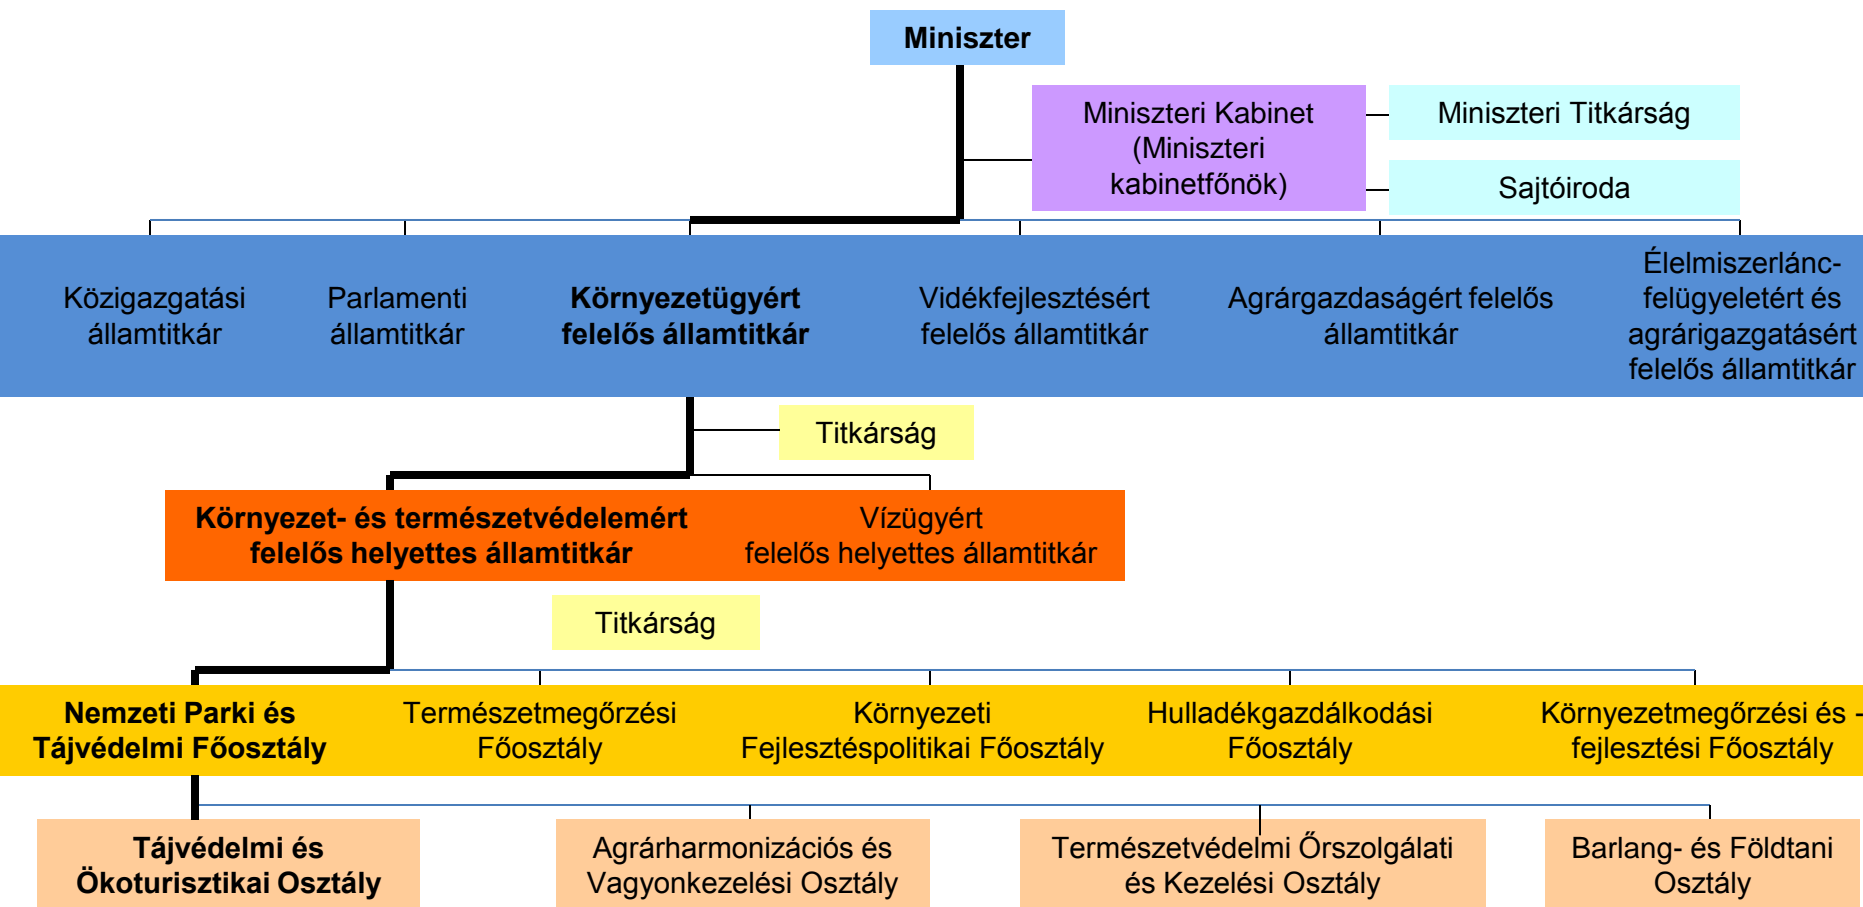 Miniszter
Miniszteri Kabinet
(Miniszteri
kabinetfőnök)
Miniszteri Titkárság
Sajtóiroda
Közigazgatási
államtitkár
Parlamenti
államtitkár
Környezetügyért
felelős államtitkár
Vidékfejlesztésért
felelős államtitkár
Agrárgazdaságért felelős
államtitkár
Élelmiszerlánc-
felügyeletért és
agrárigazgatásért
felelős államtitkár
Titkárság
Környezet- és természetvédelemért
felelős helyettes államtitkár
Vízügyért
felelős helyettes államtitkár
Titkárság
Nemzeti Parki és
Tájvédelmi Főosztály
Természetmegőrzési
Főosztály
Környezeti
Fejlesztéspolitikai Főosztály
Hulladékgazdálkodási
Főosztály
Környezetmegőrzési és -
fejlesztési Főosztály
Tájvédelmi és
Ökoturisztikai Osztály
Agrárharmonizációs és
Vagyonkezelési Osztály
Természetvédelmi Őrszolgálati
és Kezelési Osztály
Barlang- és Földtani
Osztály